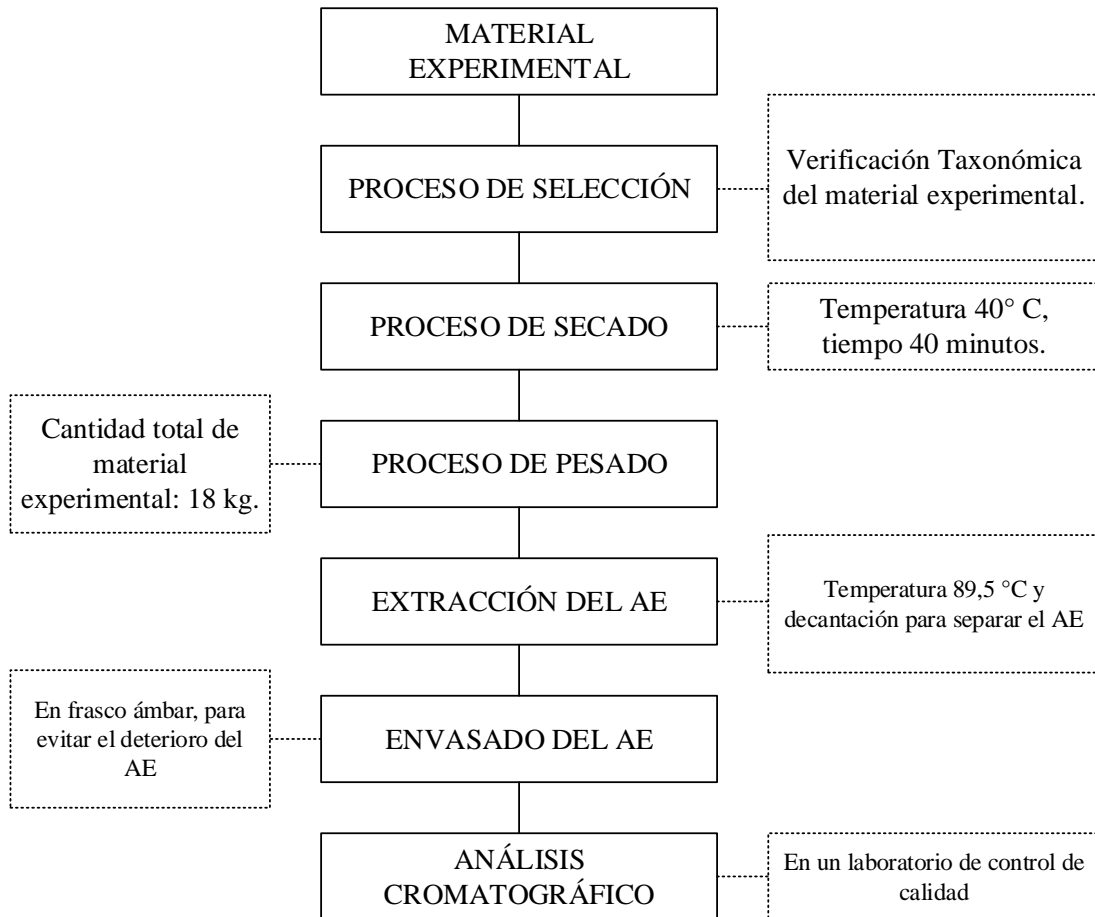 MATERIAL
EXPERIMENTAL
PROCESO DE SELECCIÓN
Verificación Taxonómica
del material experimental.
PROCESO DE SECADO
Temperatura 40° C,
tiempo 40 minutos.
Cantidad total de
material
experimental: 18 kg.
PROCESO DE PESADO
EXTRACCIÓN DEL AE
Temperatura 89,5 °C y
decantación para separar el AE
En frasco ámbar, para
evitar el deterioro del
AE
ENVASADO DEL AE
ANÁLISIS
CROMATOGRÁFICO
En un laboratorio de control de
calidad